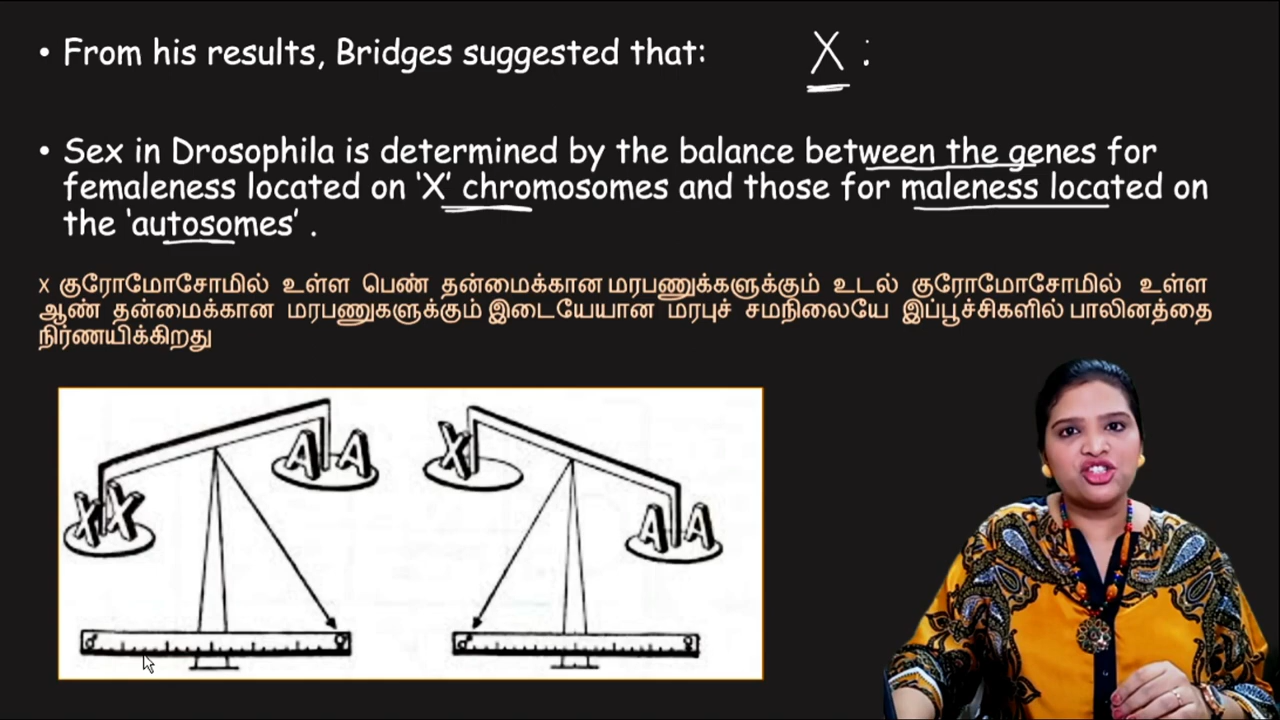 • From his results, Bridges suggested that: X :
• Sex in Drosophila is determined by the balance between the genes for
femaleness located on ‘X’ chromosomes and those for maleness located on
the ‘autosomes’ .
x குரோமோசோமில் உள்ள பெண் தன்மைக்கான மரபணுக்களுக்கும் உடல் குரோமோசோமில் உள்ள
ஆண் தன்மைக்கான மரபணுகளுக்கும் இடையேயான மரபுச் சமநிலையே இப்பூச்சிகளில் பாலினத்தை
நிர்ணயிக்கிறது
A A X
X X A A
♂ ♀ ♂ ♀